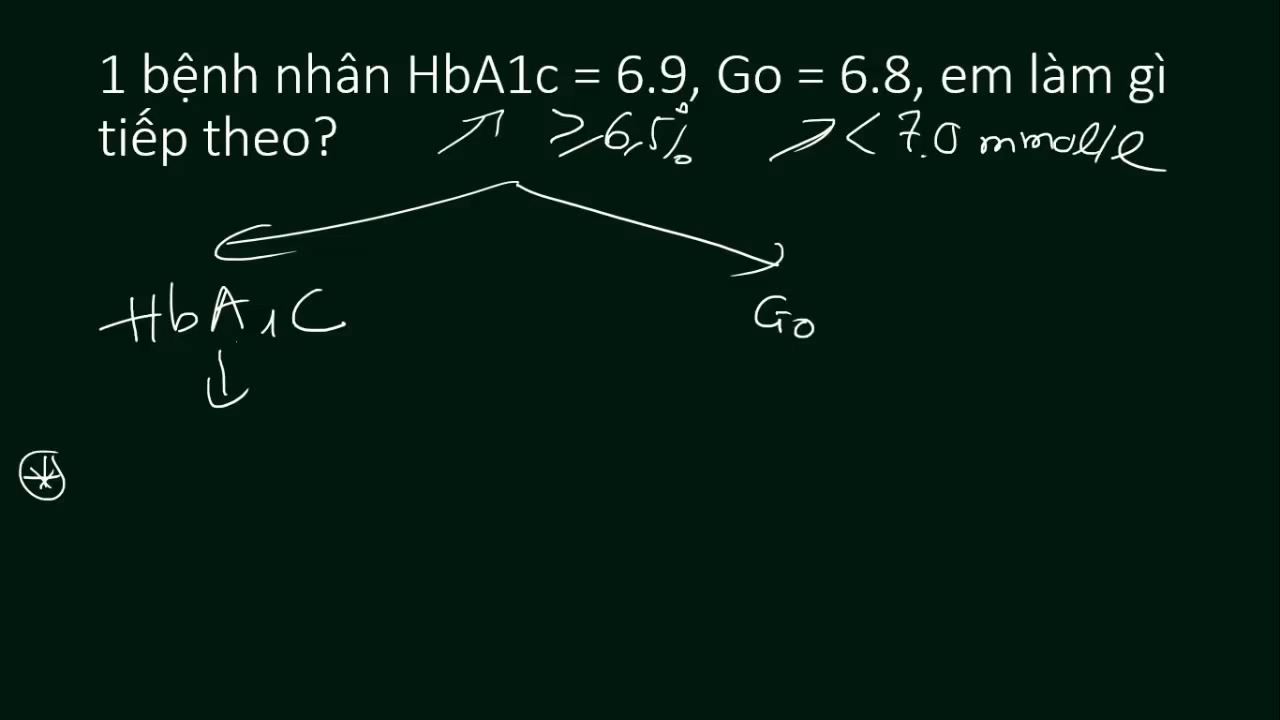 1 bệnh nhân HbA1c = 6.9, Go = 6.8, em làm gì
tiếp theo?
≥6,5% < 7.0 mmol/l
HbA1C
Go